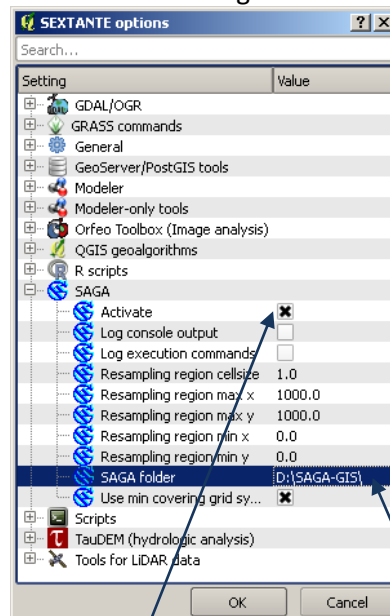 SEXTANTE options
Search...
Setting Value
GDAL/OGR
GRASS commands
General
GeoServer/PostGIS tools
Modeler
Modeler-only tools
Orfeo Toolbox (Image analysis)
QGIS geoalgorithms
R scripts
SAGA
Activate
Log console output
Log execution commands
Resampling region cellsize 1.0
Resampling region max x 1000.0
Resampling region max y 1000.0
Resampling region min x 0.0
Resampling region min y 0.0
SAGA folder D:\SAGA-GIS\
Use min covering grid sy...
Scripts
TauDEM (hydrologic analysis)
Tools for LiDAR data
OK Cancel